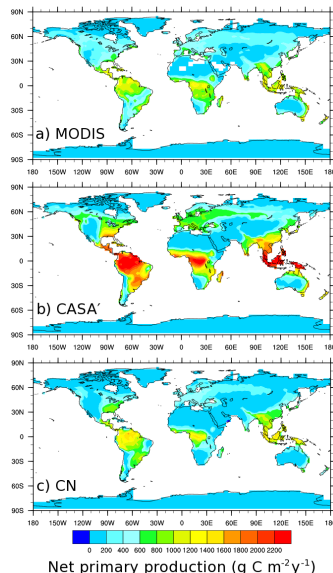 90N
60N
30N
0
30S
60S
90S
a) MODIS
180 150W 120W 90W 60W 30W 0 30E 60E 90E 120E 150E 180
90N
60N
30N
0
30S
60S
90S
b) CASA′
180 150W 120W 90W 60W 30W 0 30E 60E 90E 120E 150E 180
90N
60N
30N
0
30S
60S
90S
c) CN
180 150W 120W 90W 60W 30W 0 30E 60E 90E 120E 150E 180
0 200 400 600 800 1000 1200 1400 1600 1800 2000 2200
Net primary production (g C m⁻²y⁻¹)